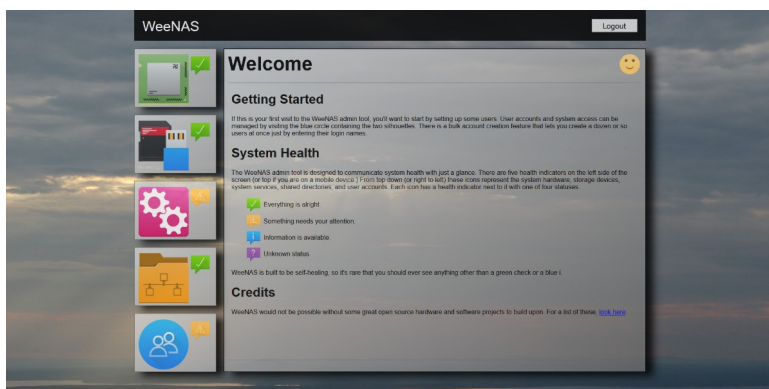 WeeNAS
Logout
Welcome
Getting Started
If this is your first visit to the WeeNAS admin tool, you'll want to start by setting up some users. User accounts and system access can be
managed by visiting the blue circle containing the two silhouettes. There is a bulk account creation feature that lets you create a dozen or so
users at once just by entering their login names.
System Health
The WeeNAS admin tool is designed to communicate system health with just a glance. There are five health indicators on the left side of the
screen (or top if you are on a mobile device.) From top down (or right to left) these icons represent the system hardware, storage devices,
system services, shared directories, and user accounts. Each icon has a health indicator next to it with one of four statuses.
Everything is alright.
Something needs your attention.
Information is available.
Unknown status.
WeeNAS is built to be self-healing, so it's rare that you should ever see anything other than a green check or a blue i.
Credits
WeeNAS would not be possible without some great open source hardware and software projects to build upon. For a list of these, look here.